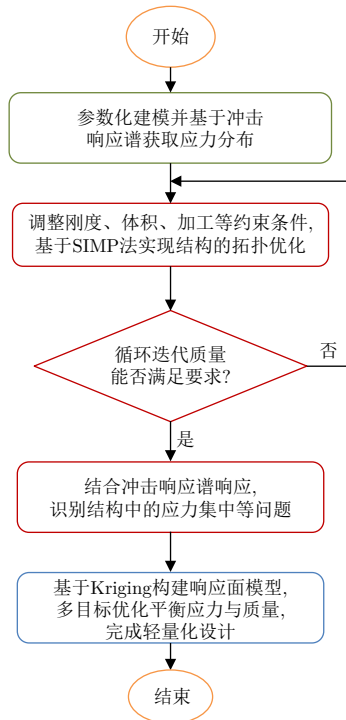 开始
参数化建模并基于冲击
响应谱获取应力分布
调整刚度、体积、加工等约束条件,
基于SIMP法实现结构的拓扑优化
循环迭代质量
能否满足要求?
否
是
结合冲击响应谱响应,
识别结构中的应力集中等问题
基于Kriging构建响应面模型,
多目标优化平衡应力与质量,
完成轻量化设计
结束